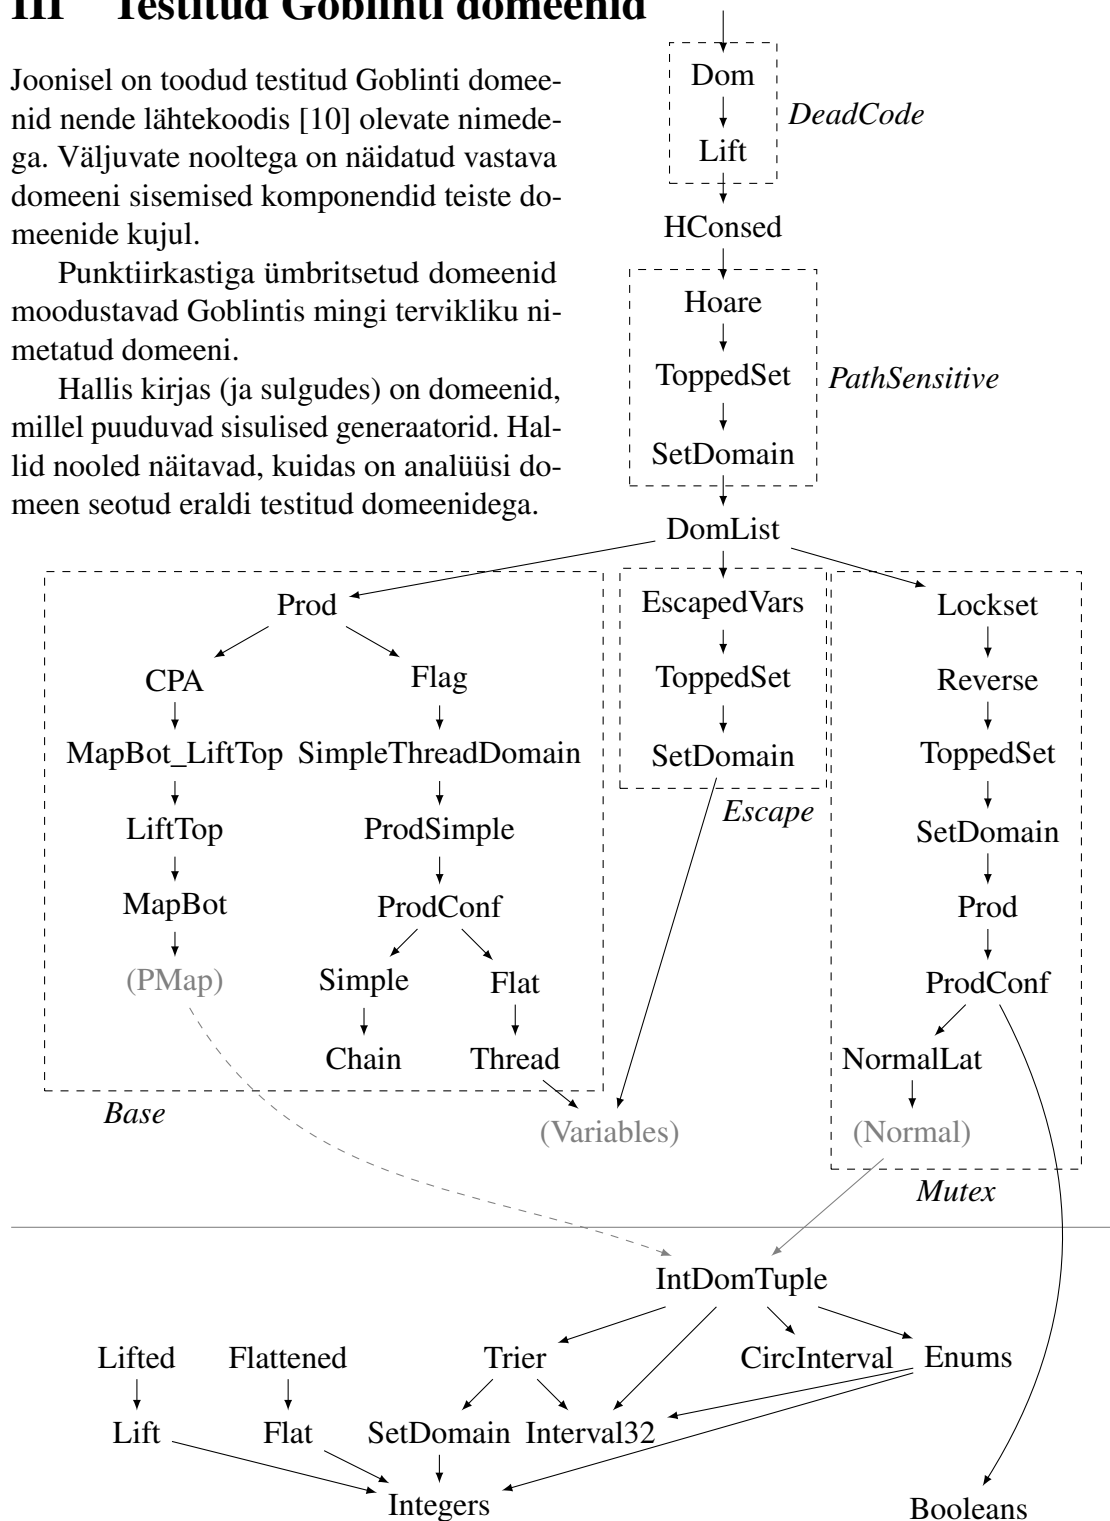 III Testitud Goblinti domeenid
Joonisel on toodud testitud Goblinti domee-
nid nende lähtekoodis [10] olevate nimede-
ga. Väljuvate nooltega on näidatud vastava
domeeni sisemised komponendid teiste do-
meenide kujul.
Punktiirkastiga ümbritsetud domeenid
moodustavad Goblintis mingi tervikliku ni-
metatud domeeni.
Hallis kirjas (ja sulgudes) on domeenid,
millel puuduvad sisulised generaatorid. Hal-
lid nooled näitavad, kuidas on analüüsi do-
meen seotud eraldi testitud domeenidega.
Dom
DeadCode
Lift
HConsed
Hoare
ToppedSet
PathSensitive
SetDomain
DomList
Prod
EscapedVars
Lockset
CPA
Flag
ToppedSet
Reverse
MapBot_LiftTop
SimpleThreadDomain
SetDomain
ToppedSet
Escape
LiftTop
ProdSimple
SetDomain
MapBot
ProdConf
Prod
(PMap)
Simple
Flat
ProdConf
Chain
Thread
NormalLat
Base
(Variables)
(Normal)
Mutex
IntDomTuple
Lifted
Flattened
Trier
CircInterval
Enums
Lift
Flat
SetDomain
Interval32
Integers
Booleans